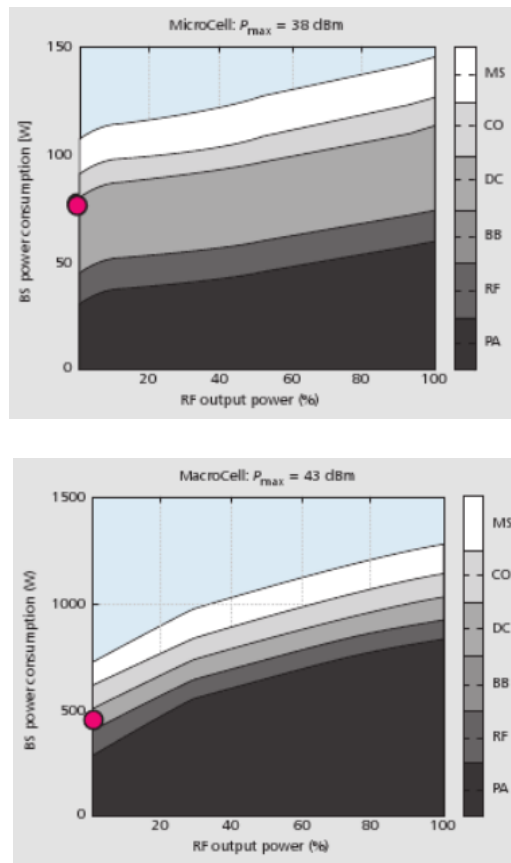 MicroCell: Pmax = 38 dBm
150
100
50
0
BS power consumption [W]
20 40 60 80 100
RF output power (%)
MS
CO
DC
BB
RF
PA
MacroCell: Pmax = 43 dBm
1500
1000
500
0
BS power consumption (W)
20 40 60 80 100
RF output power (%)
MS
CO
DC
BB
RF
PA